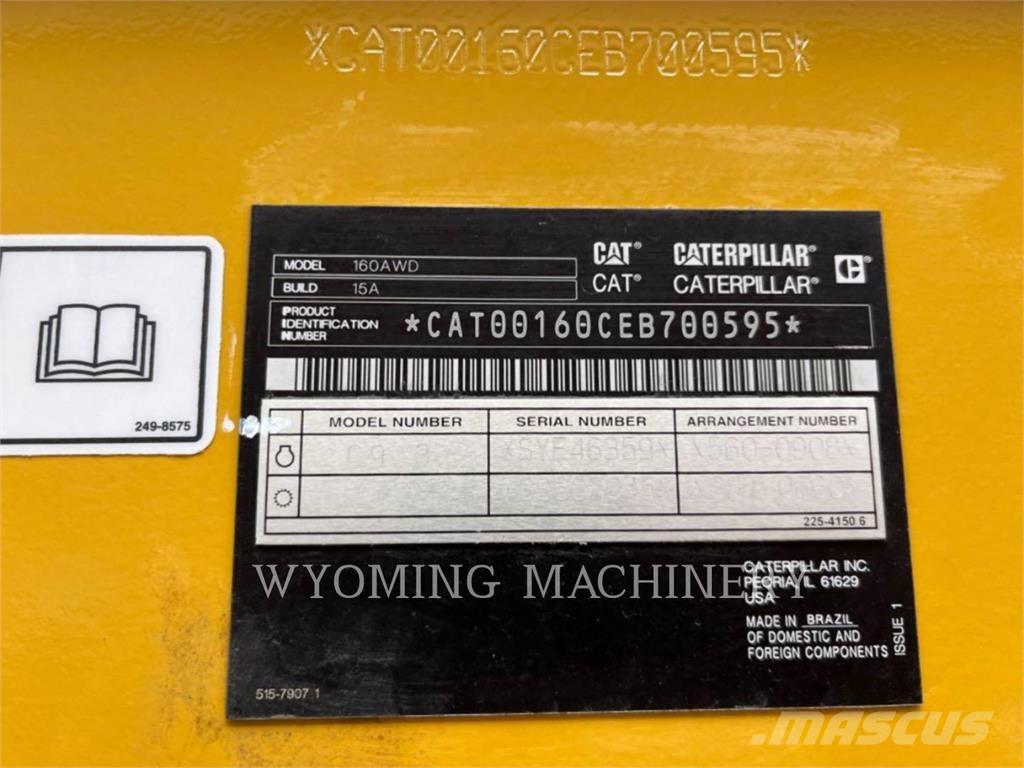 *CAT00160CEB700595*
CAT® CATERPILLAR®
CAT® CATERPILLAR®
MODEL 160AWD
BUILD 15A
PRODUCT IDENTIFICATION NUMBER *CAT00160CEB700595*
249-8575
MODEL NUMBER SERIAL NUMBER ARRANGEMENT NUMBER
*SYE46359*
225-4150 6
WYOMING MACHINERY
CATERPILLAR INC.
PEORIA, IL 61629
USA
MADE IN BRAZIL
OF DOMESTIC AND
FOREIGN COMPONENTS
ISSUE 1
515-7907 1
MASCUS